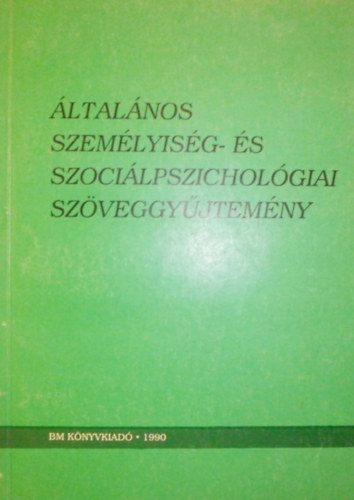 ÁLTALÁNOS
SZEMÉLYISÉG- ÉS
SZOCIÁLPSZICHOLÓGIAI
SZÖVEGGYŰJTEMÉNY
BM KÖNYVKIADÓ • 1990